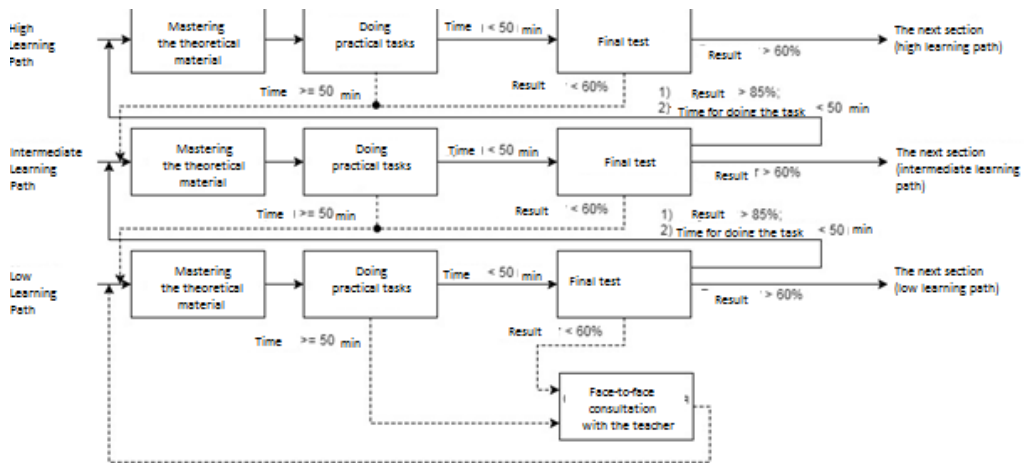 High
Learning
Path
Mastering
the theoretical
material
Doing
practical tasks
Time < 50 min
Final test
Result > 60%
The next section
(high learning path)
Time >= 50 min
Result < 60%
1) Result > 85%;
2) Time for doine the task < 50 min
Intermediate
Learning
Path
Mastering
the theoretical
material
Doing
practical tasks
Time < 50 min
Final test
Result > 60%
The next section
(intermediate learning
path)
Time >= 50 min
Result < 60%
1) Result > 85%;
2) Time for doine the task < 50 min
Low
Learning
Path
Mastering
the theoretical
material
Doing
practical tasks
Time < 50 min
Final test
Result > 60%
The next section
(low learning path)
Time >= 50 min
Result < 60%
Face-to-face
consultation
with the teacher